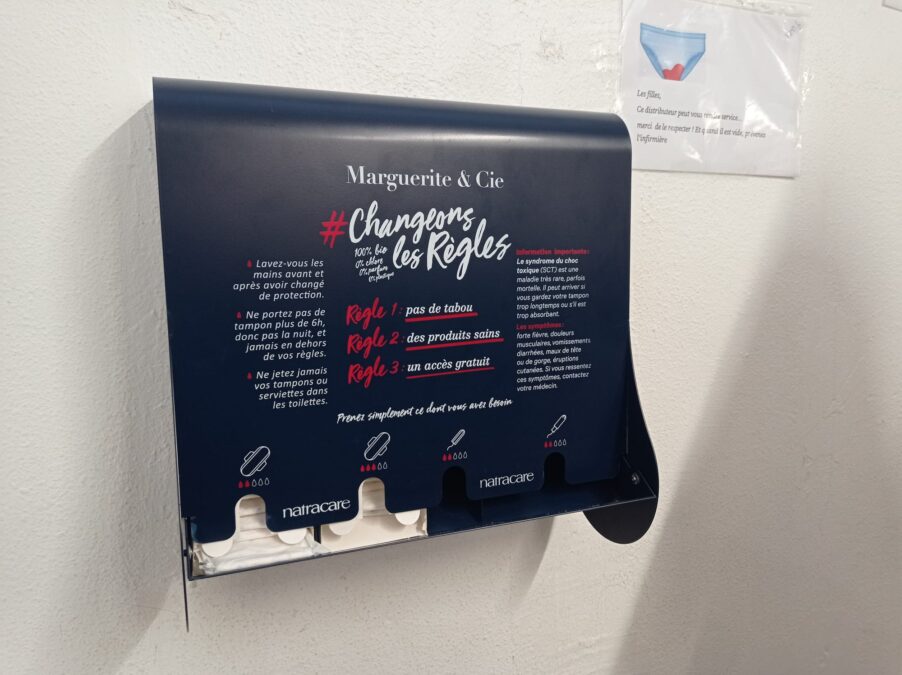 Les filles,
Ce distributeur peut vous rendre service...
merci de le respecter ! Et quand il est vide, prévenez
l'infirmière
Marguerite & Cie
#Changeons
les Règles
100% bio
0% chlore
0% parfum
0% plastique
Lavez-vous les
mains avant et
après avoir changé
de protection.
Ne portez pas de
tampon plus de 6h,
donc pas la nuit, et
jamais en dehors
de vos règles.
Ne jetez jamais
vos tampons ou
serviettes dans
les toilettes.
Règle 1 : pas de tabou
Règle 2 : des produits sains
Règle 3 : un accès gratuit
Information importante :
Le syndrome du choc
toxique (SCT) est une
maladie très rare, parfois
mortelle. Il peut arriver si
vous gardez votre tampon
trop longtemps ou s'il est
trop absorbant.
Les symptômes :
forte fièvre, douleurs
musculaires, vomissements
diarrhées, maux de tête
ou de gorge, éruptions
cutanées. Si vous ressentez
ces symptômes, contactez
votre médecin.
Prenez simplement ce dont vous avez besoin
natracare
natracare